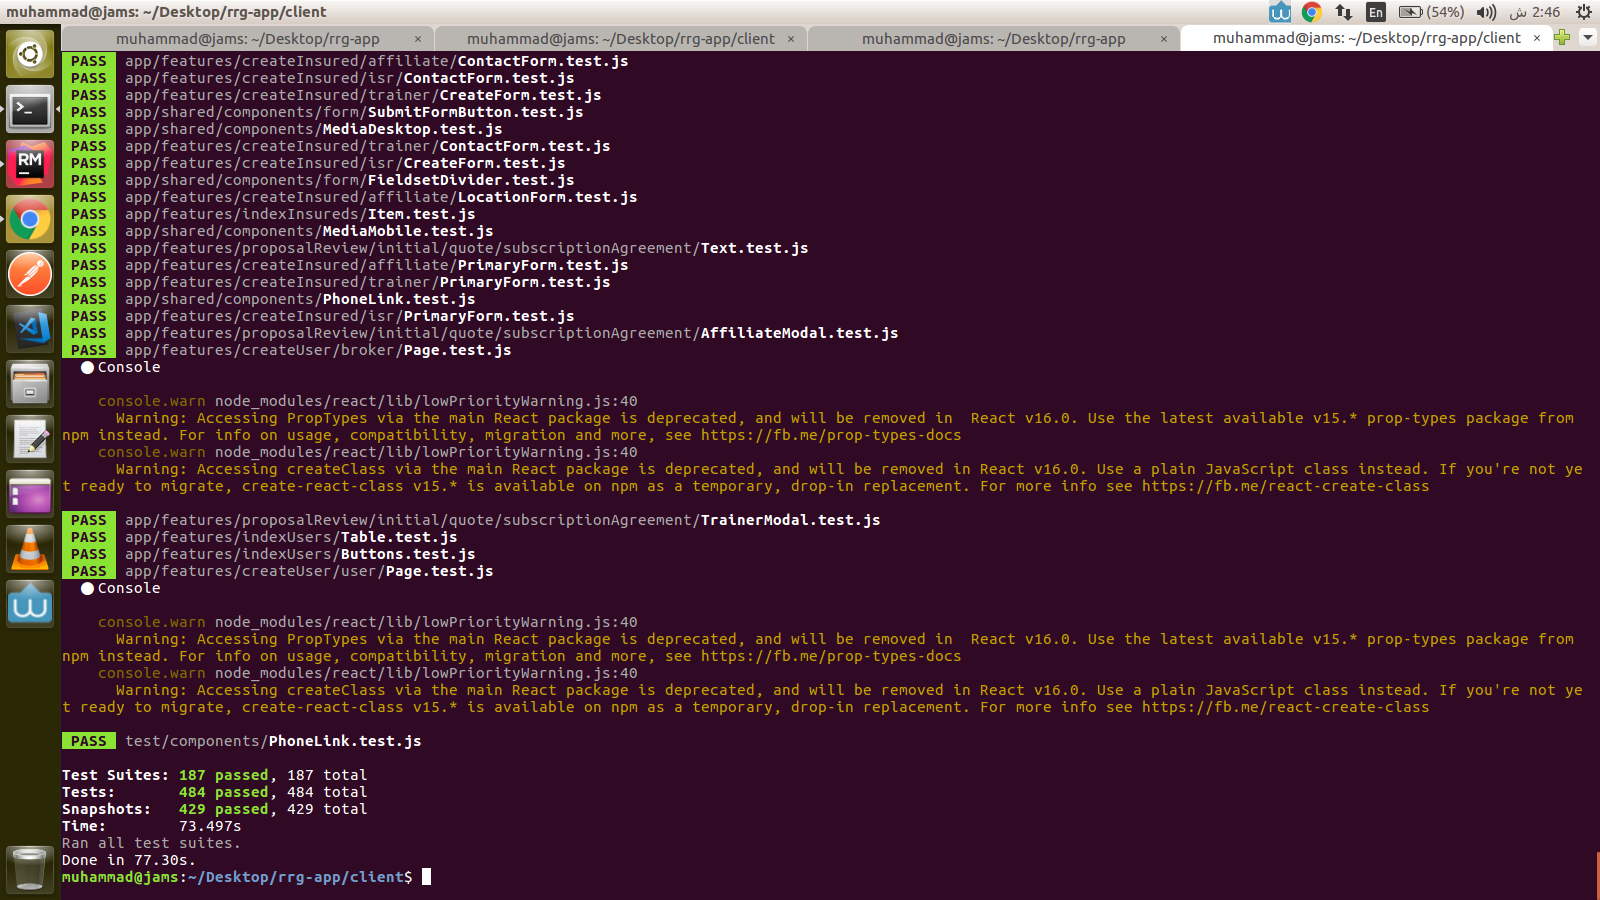 muhammad@jams: ~/Desktop/rrg-app/client
En (54%) 2:46 ش
muhammad@jams: ~/Desktop/rrg-app × muhammad@jams: ~/Desktop/rrg-app/client × muhammad@jams: ~/Desktop/rrg-app × muhammad@jams: ~/Desktop/rrg-app/client ×
RM
PASS app/features/createInsured/affiliate/ContactForm.test.js
PASS app/features/createInsured/isr/ContactForm.test.js
PASS app/features/createInsured/trainer/CreateForm.test.js
PASS app/shared/components/form/SubmitFormButton.test.js
PASS app/shared/components/MediaDesktop.test.js
PASS app/features/createInsured/trainer/ContactForm.test.js
PASS app/features/createInsured/isr/CreateForm.test.js
PASS app/shared/components/form/FieldsetDivider.test.js
PASS app/features/createInsured/affiliate/LocationForm.test.js
PASS app/features/indexInsureds/Item.test.js
PASS app/shared/components/MediaMobile.test.js
PASS app/features/proposalReview/initial/quote/subscriptionAgreement/Text.test.js
PASS app/features/createInsured/affiliate/PrimaryForm.test.js
PASS app/features/createInsured/trainer/PrimaryForm.test.js
PASS app/shared/components/PhoneLink.test.js
PASS app/features/createInsured/isr/PrimaryForm.test.js
PASS app/features/proposalReview/initial/quote/subscriptionAgreement/AffiliateModal.test.js
PASS app/features/createUser/broker/Page.test.js
● Console
console.warn node_modules/react/lib/lowPriorityWarning.js:40
Warning: Accessing PropTypes via the main React package is deprecated, and will be removed in  React v16.0. Use the latest available v15.* prop-types package from
npm instead. For info on usage, compatibility, migration and more, see https://fb.me/prop-types-docs
console.warn node_modules/react/lib/lowPriorityWarning.js:40
Warning: Accessing createClass via the main React package is deprecated, and will be removed in React v16.0. Use a plain JavaScript class instead. If you're not ye
t ready to migrate, create-react-class v15.* is available on npm as a temporary, drop-in replacement. For more info see https://fb.me/react-create-class
PASS app/features/proposalReview/initial/quote/subscriptionAgreement/TrainerModal.test.js
PASS app/features/indexUsers/Table.test.js
PASS app/features/indexUsers/Buttons.test.js
PASS app/features/createUser/user/Page.test.js
● Console
console.warn node_modules/react/lib/lowPriorityWarning.js:40
Warning: Accessing PropTypes via the main React package is deprecated, and will be removed in  React v16.0. Use the latest available v15.* prop-types package from
npm instead. For info on usage, compatibility, migration and more, see https://fb.me/prop-types-docs
console.warn node_modules/react/lib/lowPriorityWarning.js:40
Warning: Accessing createClass via the main React package is deprecated, and will be removed in React v16.0. Use a plain JavaScript class instead. If you're not ye
t ready to migrate, create-react-class v15.* is available on npm as a temporary, drop-in replacement. For more info see https://fb.me/react-create-class
PASS test/components/PhoneLink.test.js
Test Suites: 187 passed, 187 total
Tests: 484 passed, 484 total
Snapshots: 429 passed, 429 total
Time: 73.497s
Ran all test suites.
Done in 77.30s.
muhammad@jams:~/Desktop/rrg-app/client$